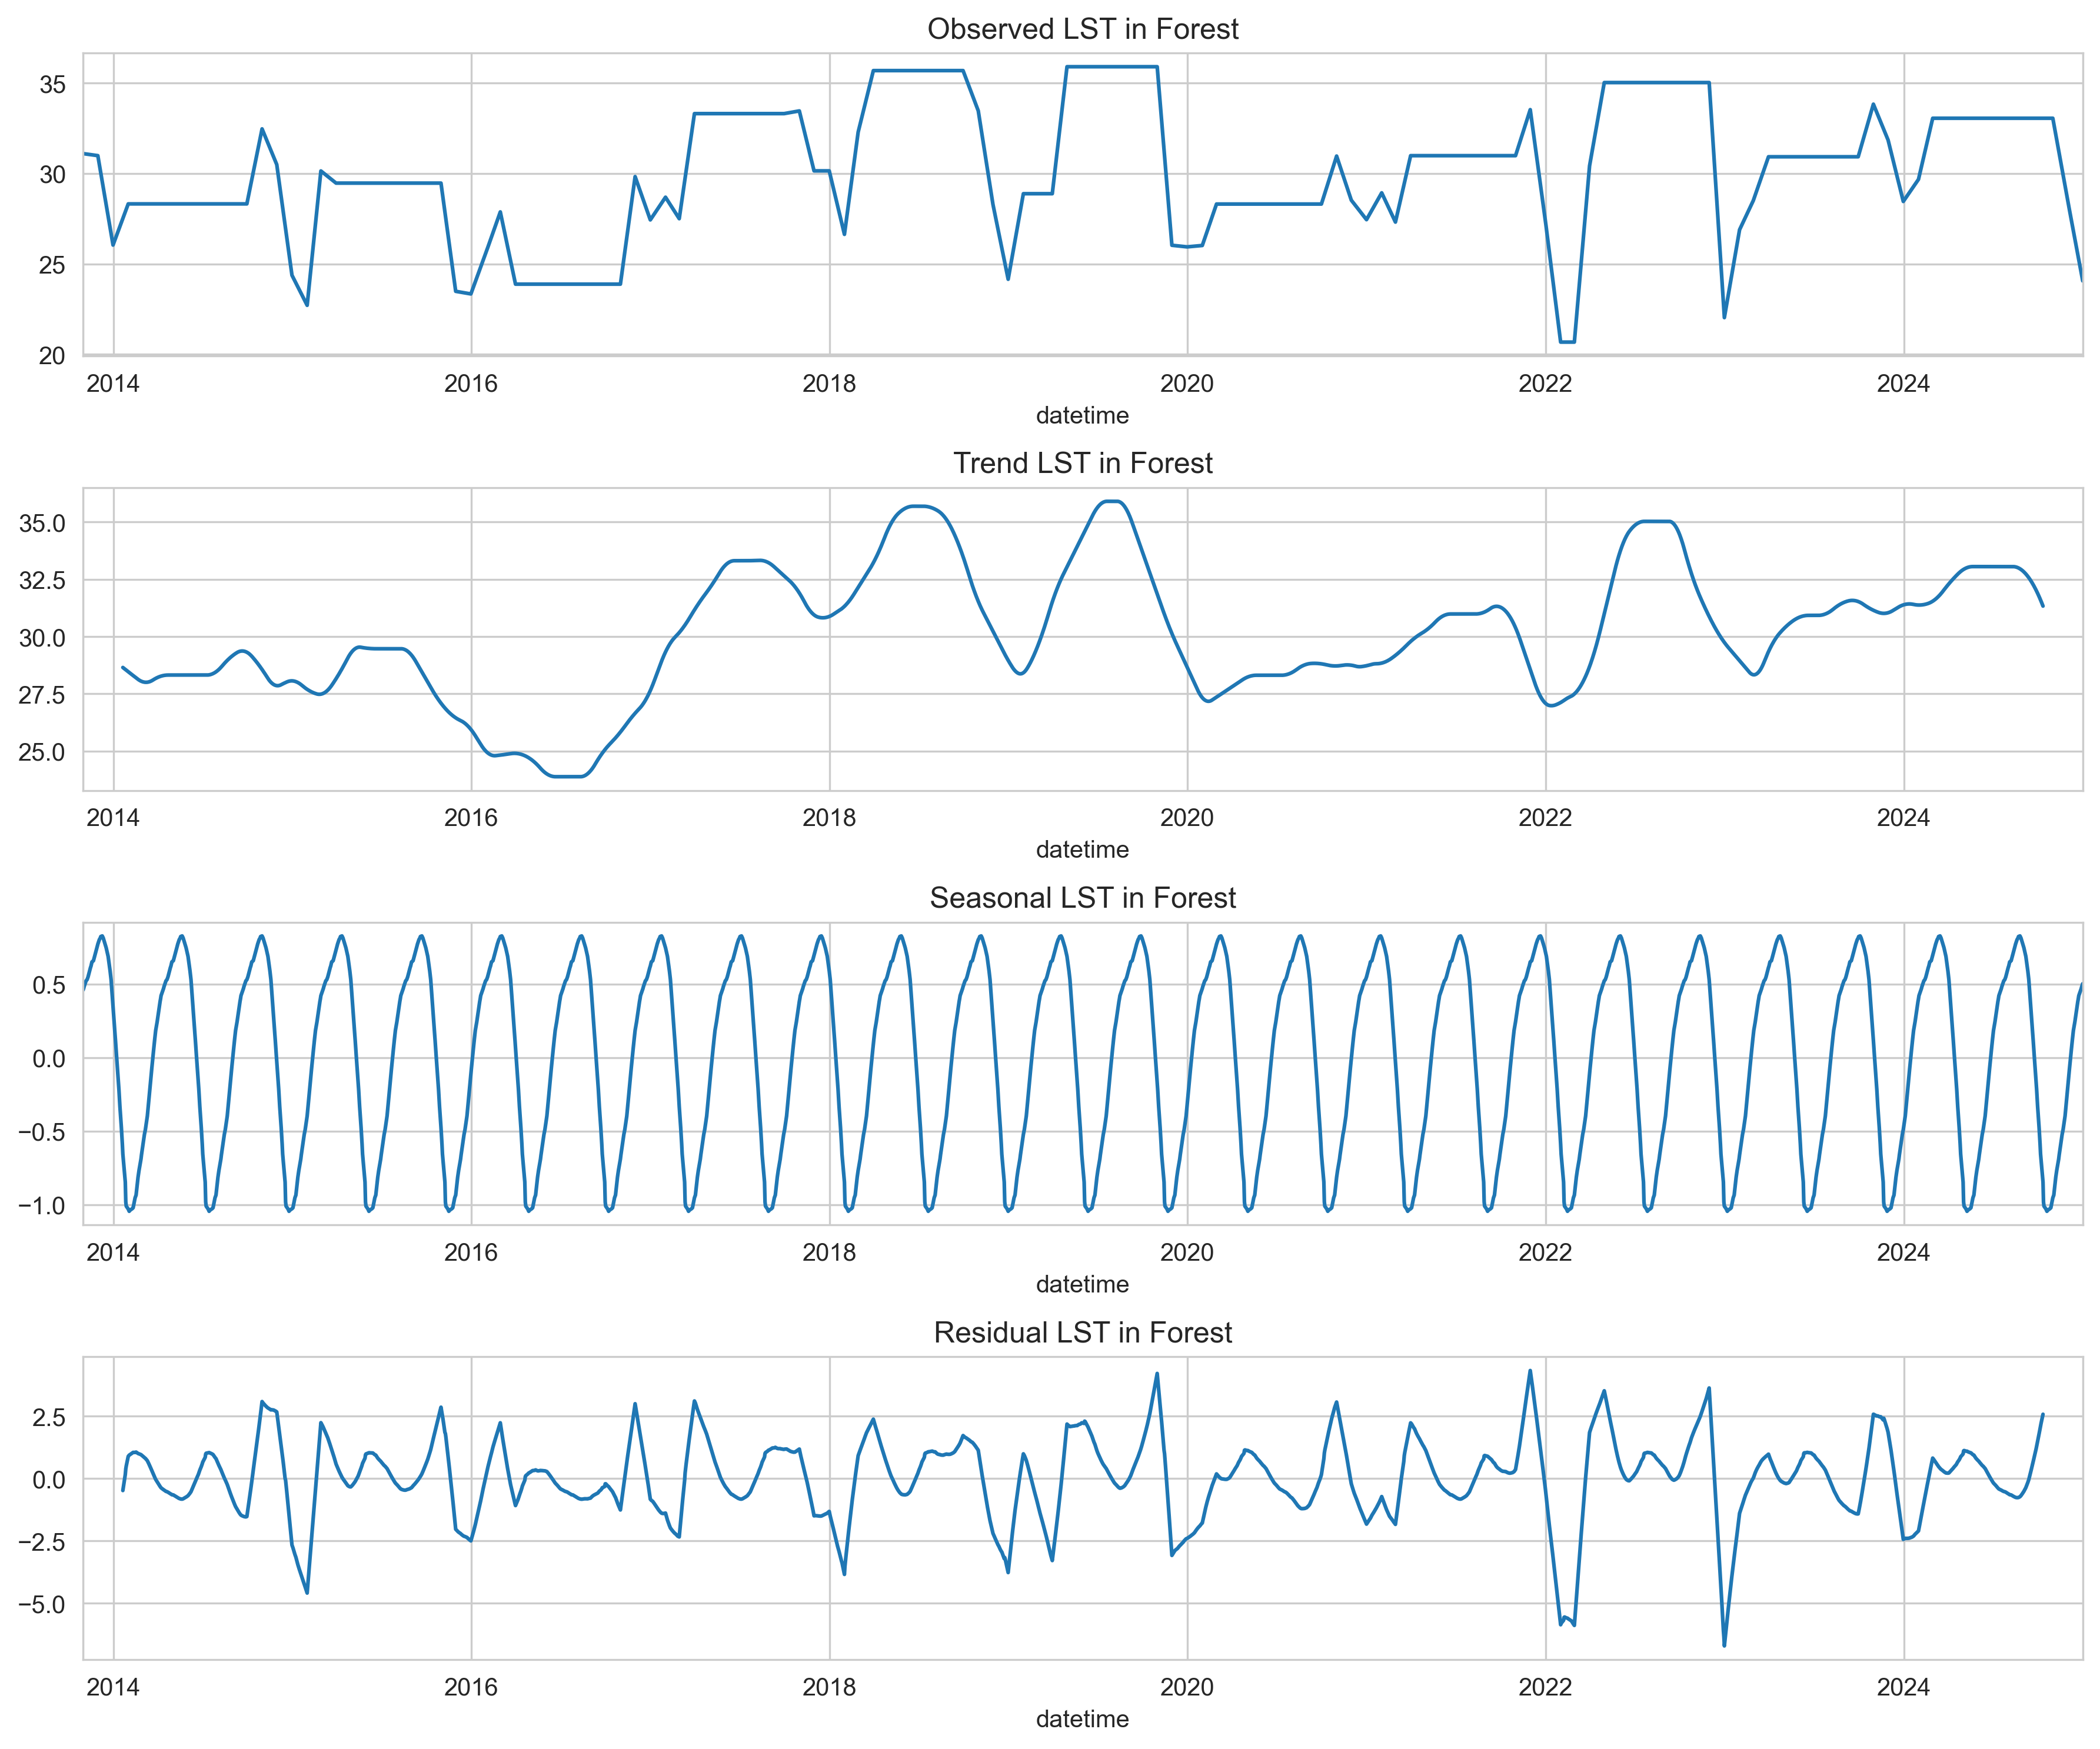 Observed LST in Forest
35
30
25
20
2014 2016 2018 2020 2022 2024
datetime
Trend LST in Forest
35.0
32.5
30.0
27.5
25.0
2014 2016 2018 2020 2022 2024
datetime
Seasonal LST in Forest
0.5
0.0
−0.5
−1.0
2014 2016 2018 2020 2022 2024
datetime
Residual LST in Forest
2.5
0.0
−2.5
−5.0
2014 2016 2018 2020 2022 2024
datetime